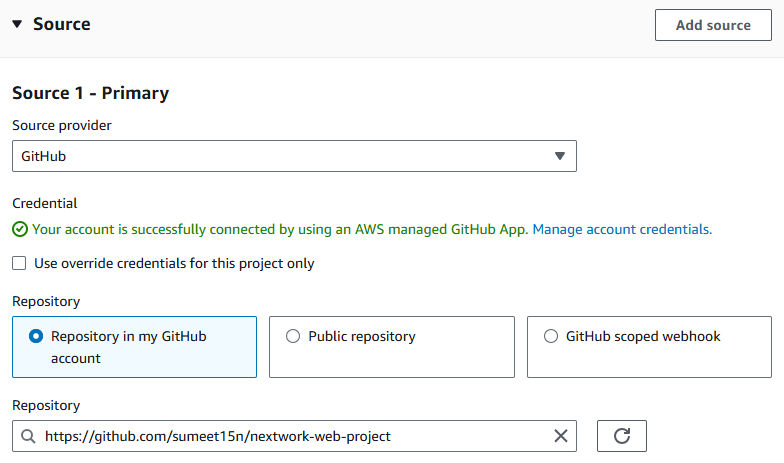 Source
Add source
Source 1 - Primary
Source provider
GitHub
Credential
Your account is successfully connected by using an AWS managed GitHub App. Manage account credentials.
Use override credentials for this project only
Repository
Repository in my GitHub
account
Public repository
GitHub scoped webhook
Repository
https://github.com/sumeet15n/nextwork-web-project